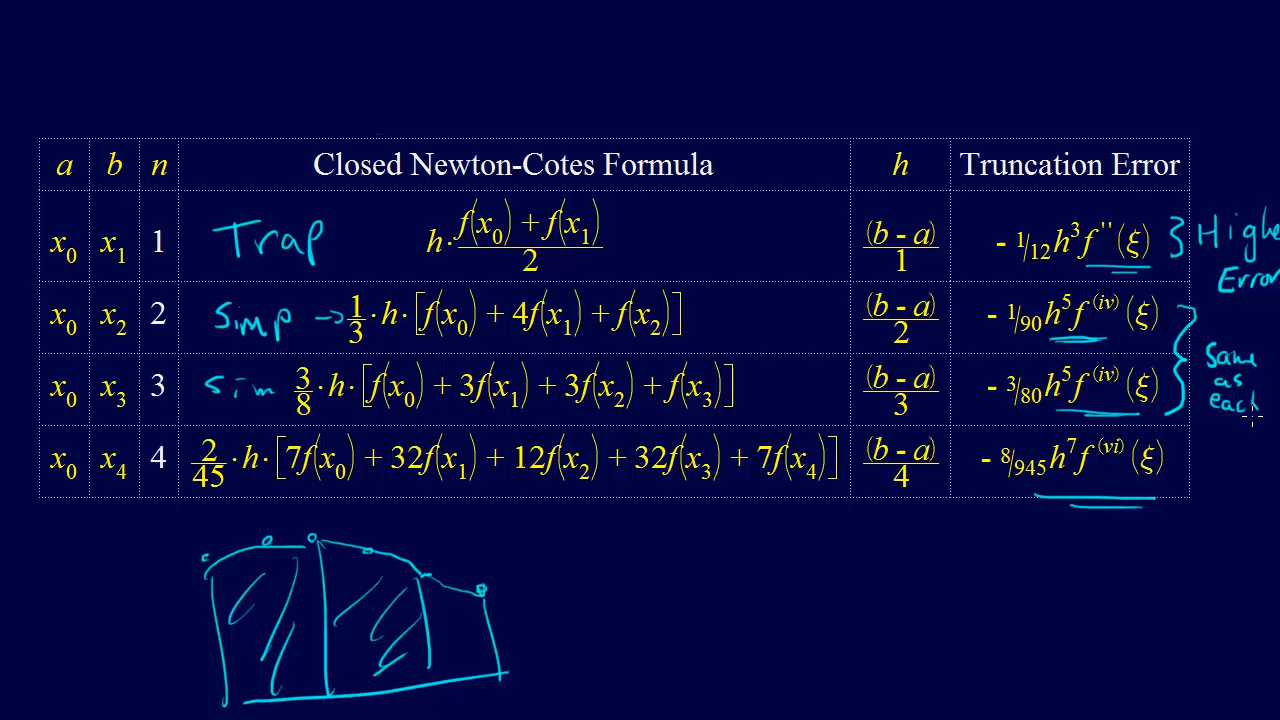 a b n Closed Newton-Cotes Formula h Truncation Error
x₀ x₁ 1 Trap h · (f(x₀) + f(x₁))/2 (b - a)/1 - 1/12 h³ f''(ξ) } Highe
Error
x₀ x₂ 2 Simp → 1/3 · h · [f(x₀) + 4f(x₁) + f(x₂)] (b - a)/2 - 1/90 h⁵ f⁽ⁱᵛ⁾(ξ)
x₀ x₃ 3 Sim 3/8 · h · [f(x₀) + 3f(x₁) + 3f(x₂) + f(x₃)] (b - a)/3 - 3/80 h⁵ f⁽ⁱᵛ⁾(ξ)
} Same
as
each
x₀ x₄ 4 2/45 · h · [7f(x₀) + 32f(x₁) + 12f(x₂) + 32f(x₃) + 7f(x₄)] (b - a)/4 - 8/945 h⁷ f⁽ᵛⁱ⁾(ξ)